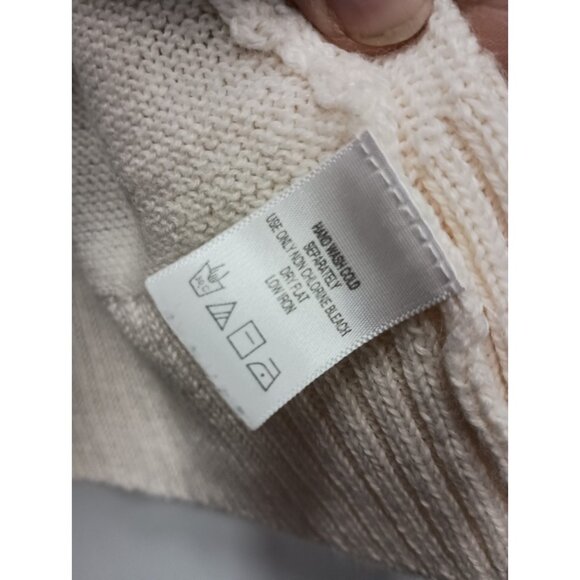 HAND WASH COLD
SEPARATELY
USE ONLY NON CHLORINE BLEACH
DRY FLAT
LOW IRON